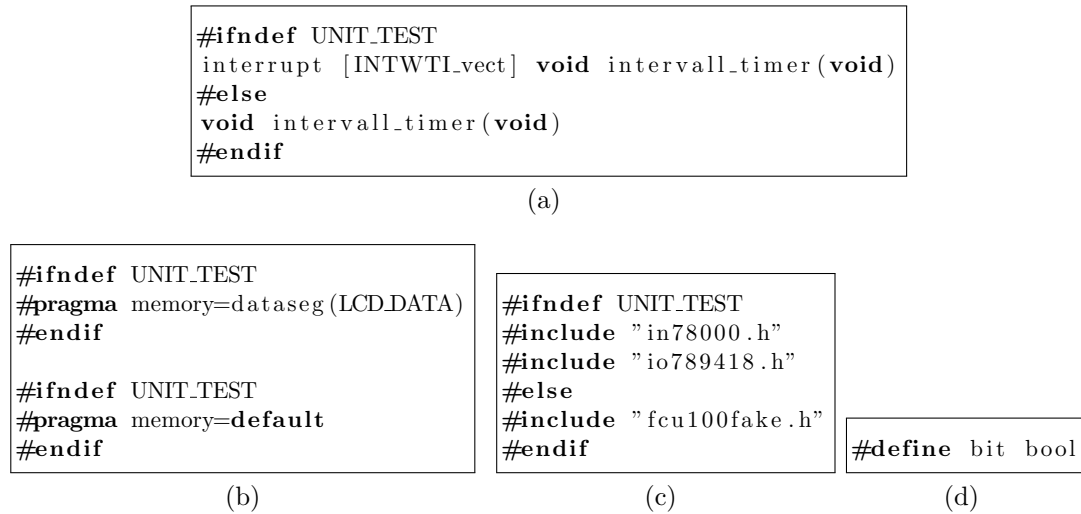 #ifndef UNIT_TEST
interrupt [INTWTI_vect] void intervall_timer(void)
#else
void intervall_timer(void)
#endif
(a)
#ifndef UNIT_TEST
#pragma memory=dataseg(LCD_DATA)
#endif
#ifndef UNIT_TEST
#pragma memory=default
#endif
(b)
#ifndef UNIT_TEST
#include "in78000.h"
#include "io789418.h"
#else
#include "fcu100fake.h"
#endif
(c)
#define bit bool
(d)